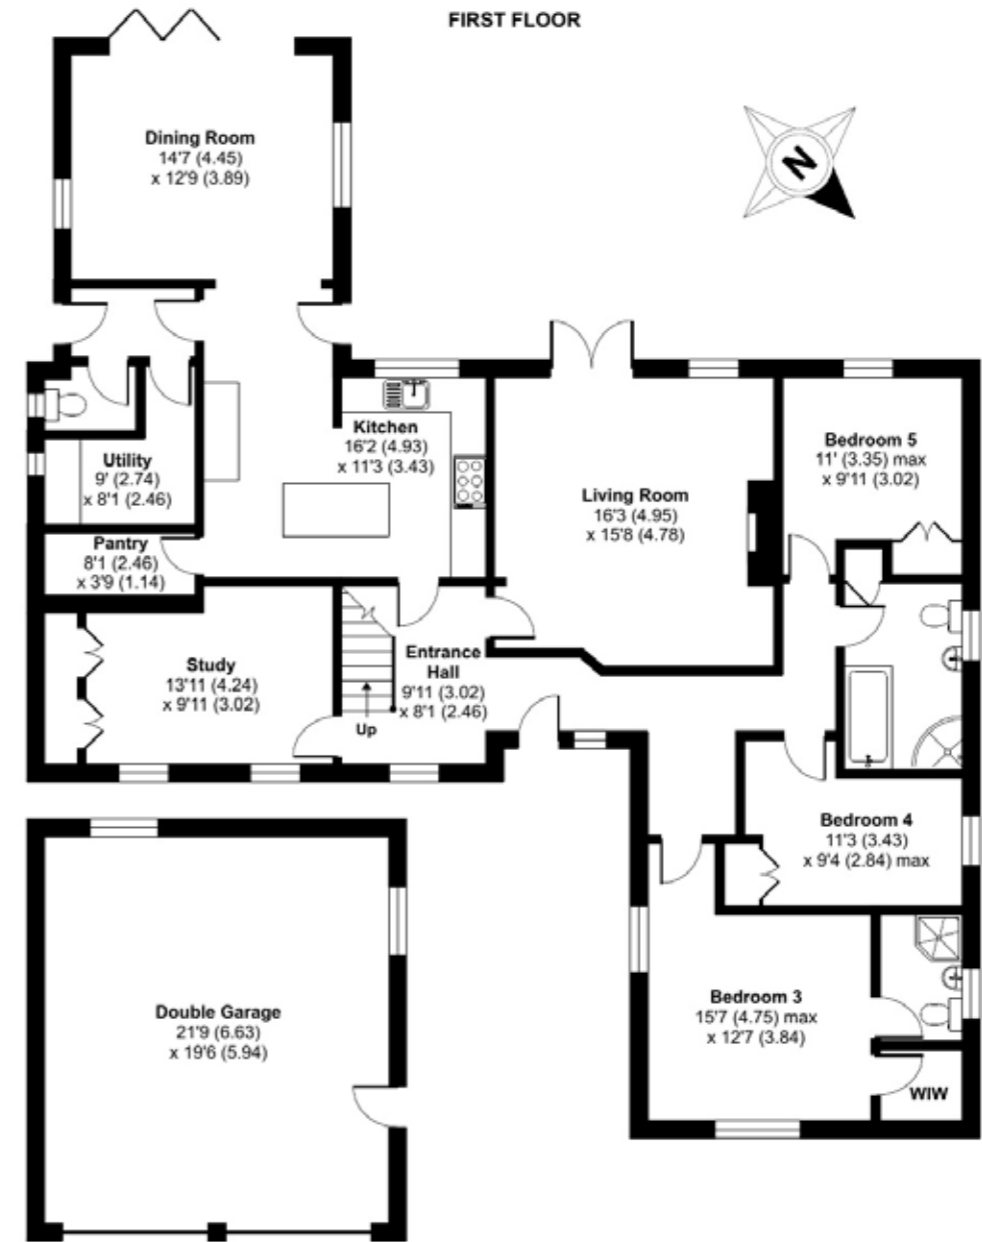 FIRST FLOOR
N
Dining Room
14'7 (4.45)
x 12'9 (3.89)
Kitchen
16'2 (4.93)
x 11'3 (3.43)
Utility
9' (2.74)
x 8'1 (2.46)
Pantry
8'1 (2.46)
x 3'9 (1.14)
Living Room
16'3 (4.95)
x 15'8 (4.78)
Bedroom 5
11' (3.35) max
x 9'11 (3.02)
Study
13'11 (4.24)
x 9'11 (3.02)
Entrance
Hall
9'11 (3.02)
x 8'1 (2.46)
Up
Bedroom 4
11'3 (3.43)
x 9'4 (2.84) max
Bedroom 3
15'7 (4.75) max
x 12'7 (3.84)
WIW
Double Garage
21'9 (6.63)
x 19'6 (5.94)